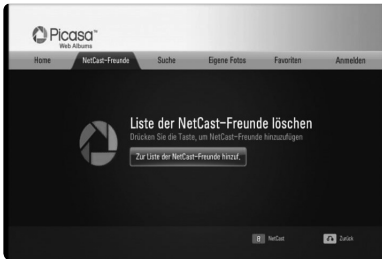 Picasa™
Web Albums
Home NetCast-Freunde Suche Eigene Fotos Favoriten Anmelden
Liste der NetCast-Freunde löschen
Drücken Sie die Taste, um NetCast-Freunde hinzuzufügen
Zur Liste der NetCast-Freunde hinzuf.
NetCast Zurück